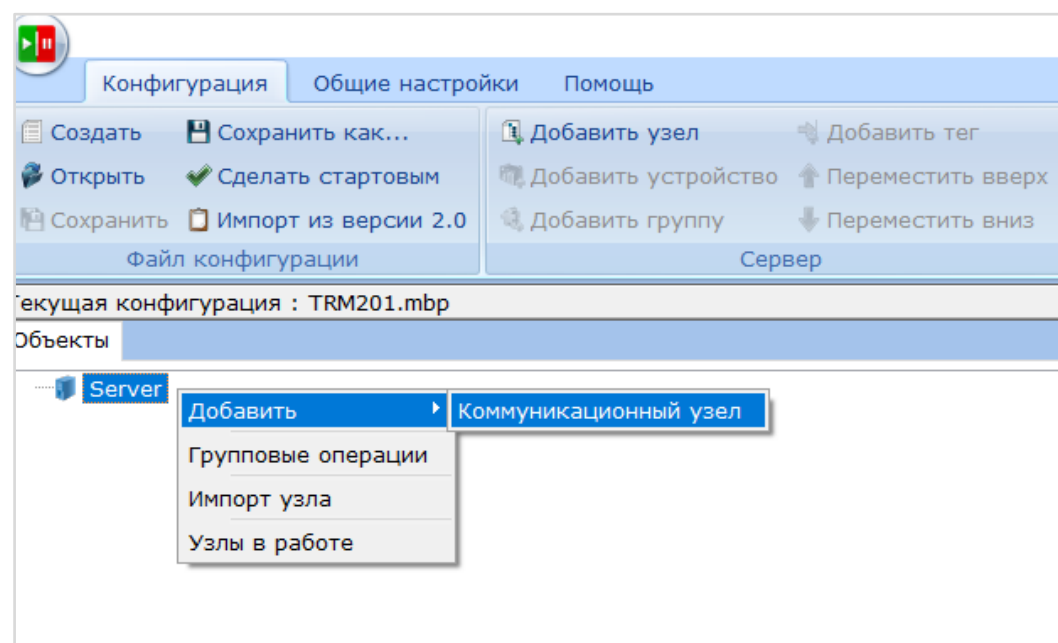 Конфигурация Общие настройки Помощь
Создать Сохранить как... Добавить узел Добавить тег
Открыть Сделать стартовым Добавить устройство Переместить вверх
Сохранить Импорт из версии 2.0 Добавить группу Переместить вниз
Файл конфигурации Сервер
Текущая конфигурация : TRM201.mbp
Объекты
Server
Добавить Коммуникационный узел
Групповые операции
Импорт узла
Узлы в работе